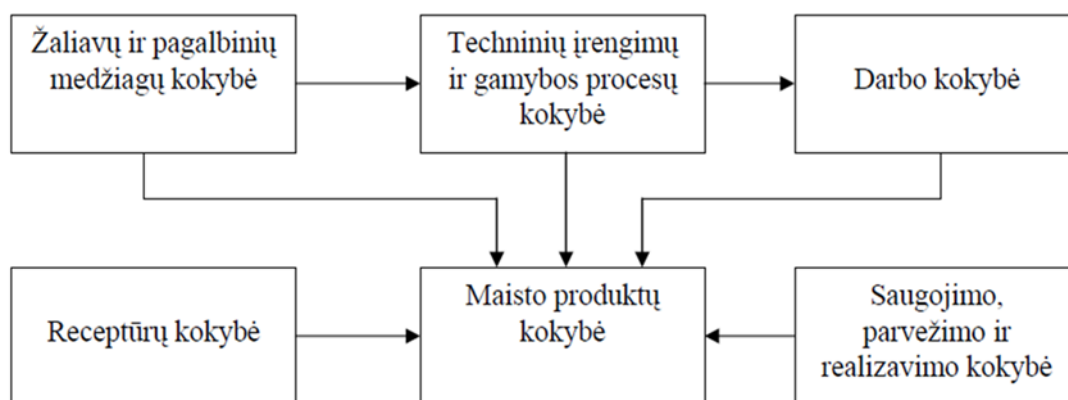 Žaliavų ir pagalbinių
medžiagų kokybė
Techninių įrengimų
ir gamybos procesų
kokybė
Darbo kokybė
Receptūrų kokybė
Maisto produktų
kokybė
Saugojimo,
parvežimo ir
realizavimo kokybė